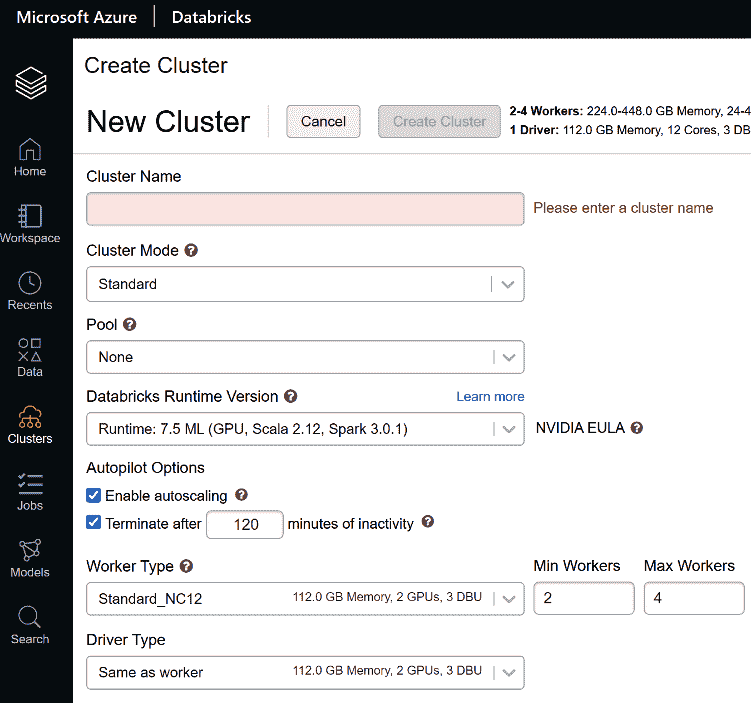 Microsoft Azure Databricks
Create Cluster
New Cluster Cancel Create Cluster
2-4 Workers: 224.0-448.0 GB Memory, 24-4
1 Driver: 112.0 GB Memory, 12 Cores, 3 DB
Home
Workspace
Recents
Data
Clusters
Jobs
Models
Search
Cluster Name
Please enter a cluster name
Cluster Mode ?
Standard
Pool ?
None
Databricks Runtime Version ? Learn more
Runtime: 7.5 ML (GPU, Scala 2.12, Spark 3.0.1) NVIDIA EULA ?
Autopilot Options
Enable autoscaling ?
Terminate after 120 minutes of inactivity ?
Worker Type ? Min Workers Max Workers
Standard_NC12 112.0 GB Memory, 2 GPUs, 3 DBU 2 4
Driver Type
Same as worker 112.0 GB Memory, 2 GPUs, 3 DBU